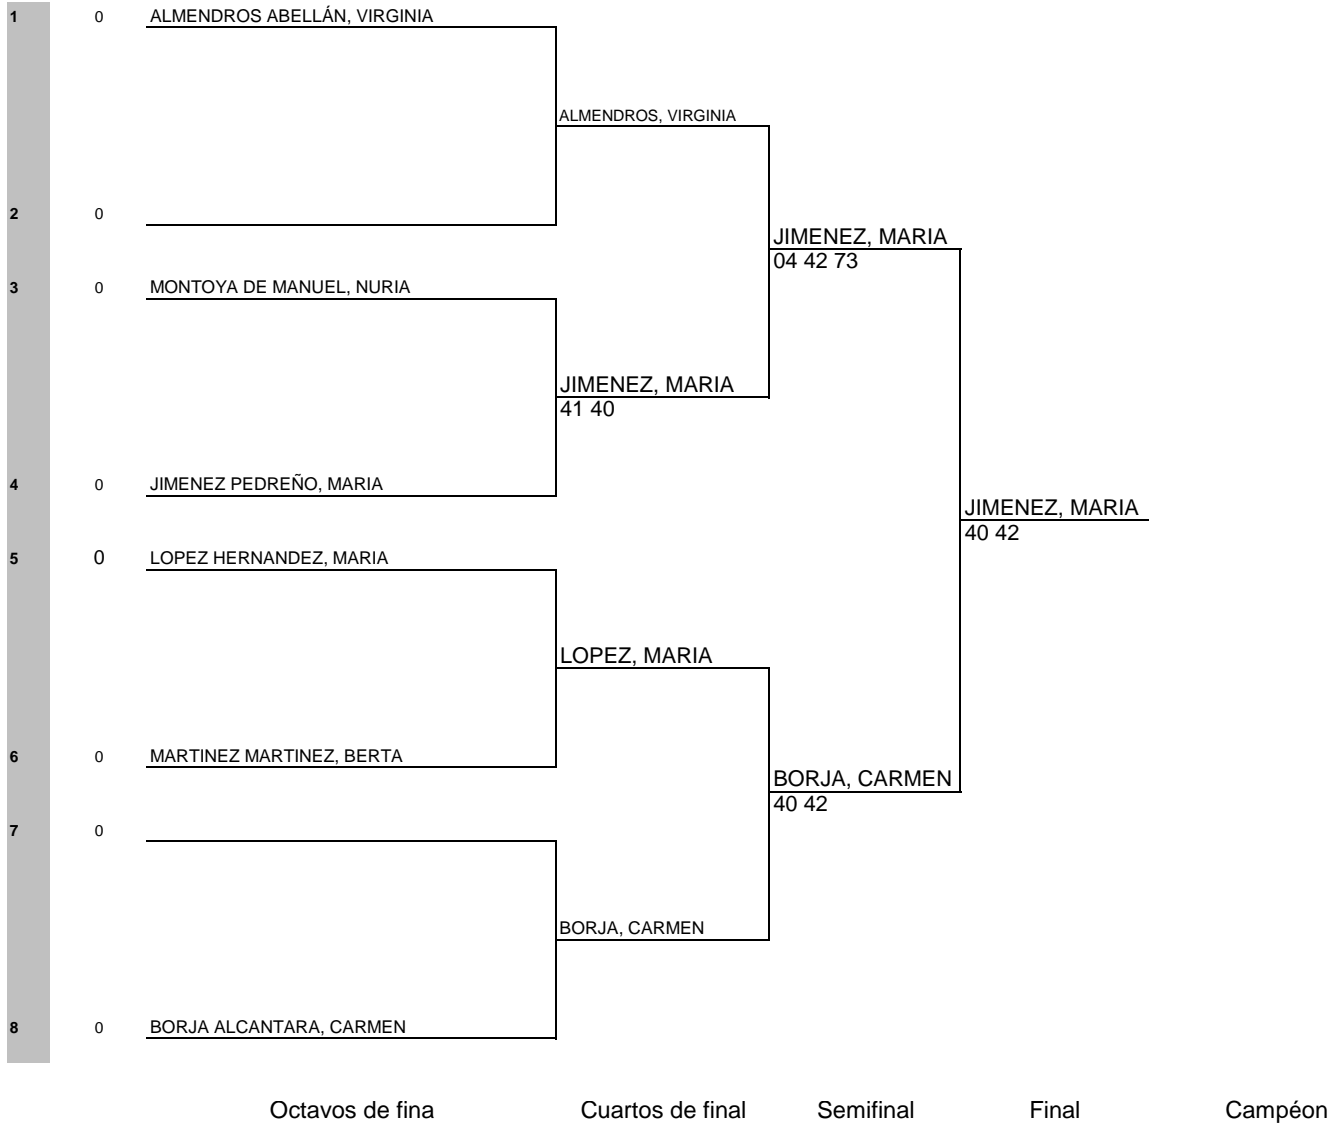 1 0 ALMENDROS ABELLÁN, VIRGINIA
ALMENDROS, VIRGINIA
2 0
JIMENEZ, MARIA
04 42 73
3 0 MONTOYA DE MANUEL, NURIA
JIMENEZ, MARIA
41 40
4 0 JIMENEZ PEDREÑO, MARIA
JIMENEZ, MARIA
40 42
5 0 LOPEZ HERNANDEZ, MARIA
LOPEZ, MARIA
6 0 MARTINEZ MARTINEZ, BERTA
BORJA, CARMEN
40 42
7 0
BORJA, CARMEN
8 0 BORJA ALCANTARA, CARMEN
Octavos de fina Cuartos de final Semifinal Final Campéon